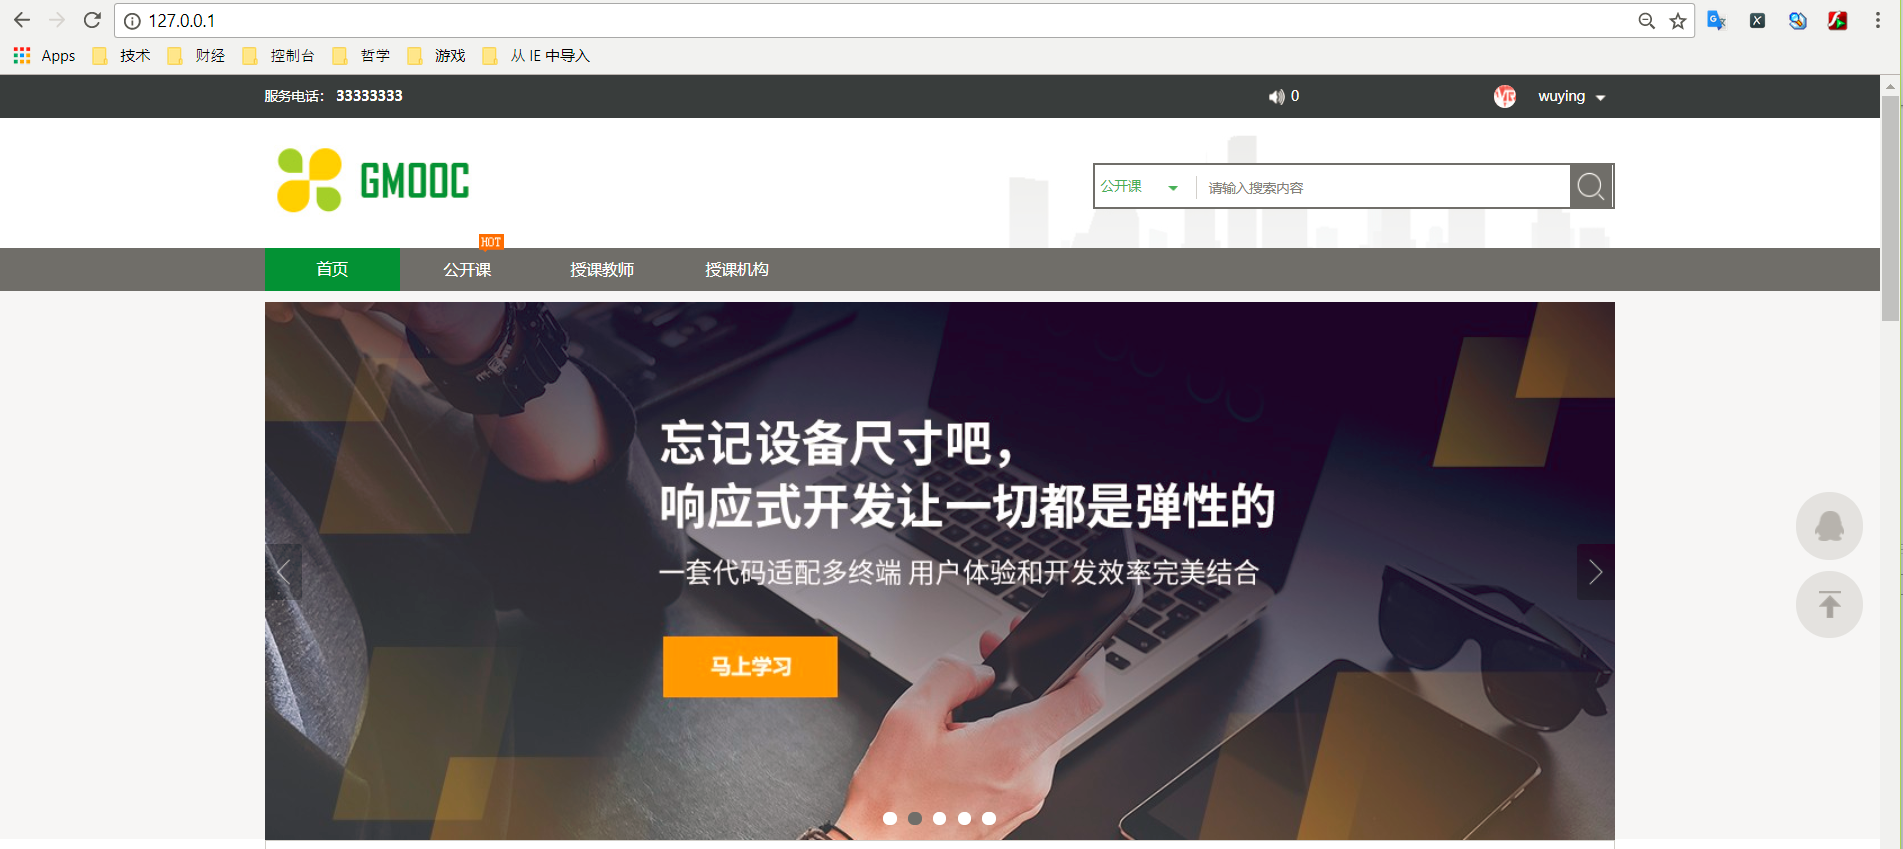 127.0.0.1
Apps 技术 财经 控制台 哲学 游戏 从 IE 中导入
服务电话： 33333333 0 wuying
GMOOC
公开课 请输入搜索内容
HOT
首页 公开课 授课教师 授课机构
忘记设备尺寸吧，
响应式开发让一切都是弹性的
一套代码适配多终端 用户体验和开发效率完美结合
马上学习